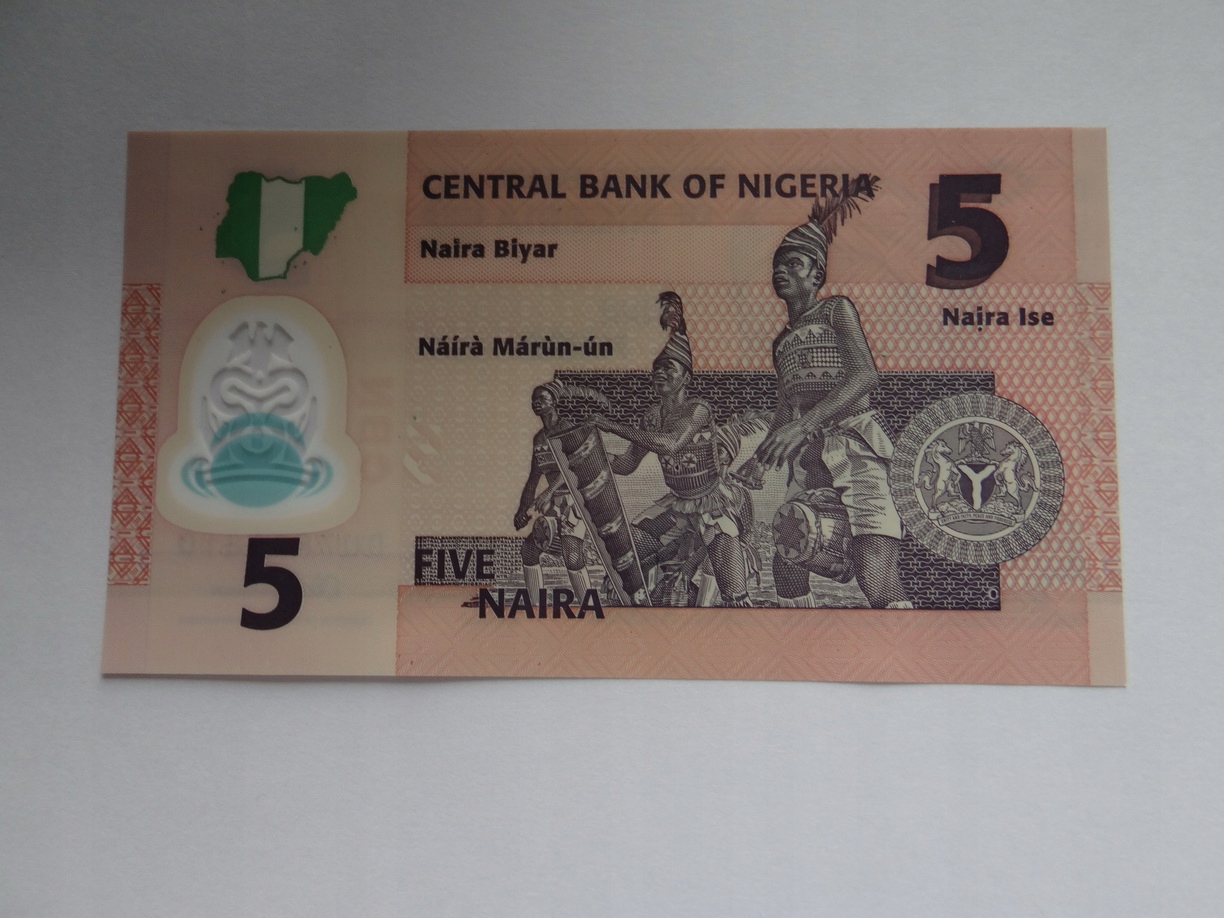 CENTRAL BANK OF NIGERIA
5
Naira Biyar
Naịra Ise
Náírà Márùn-ún
FIVE
NAIRA
5